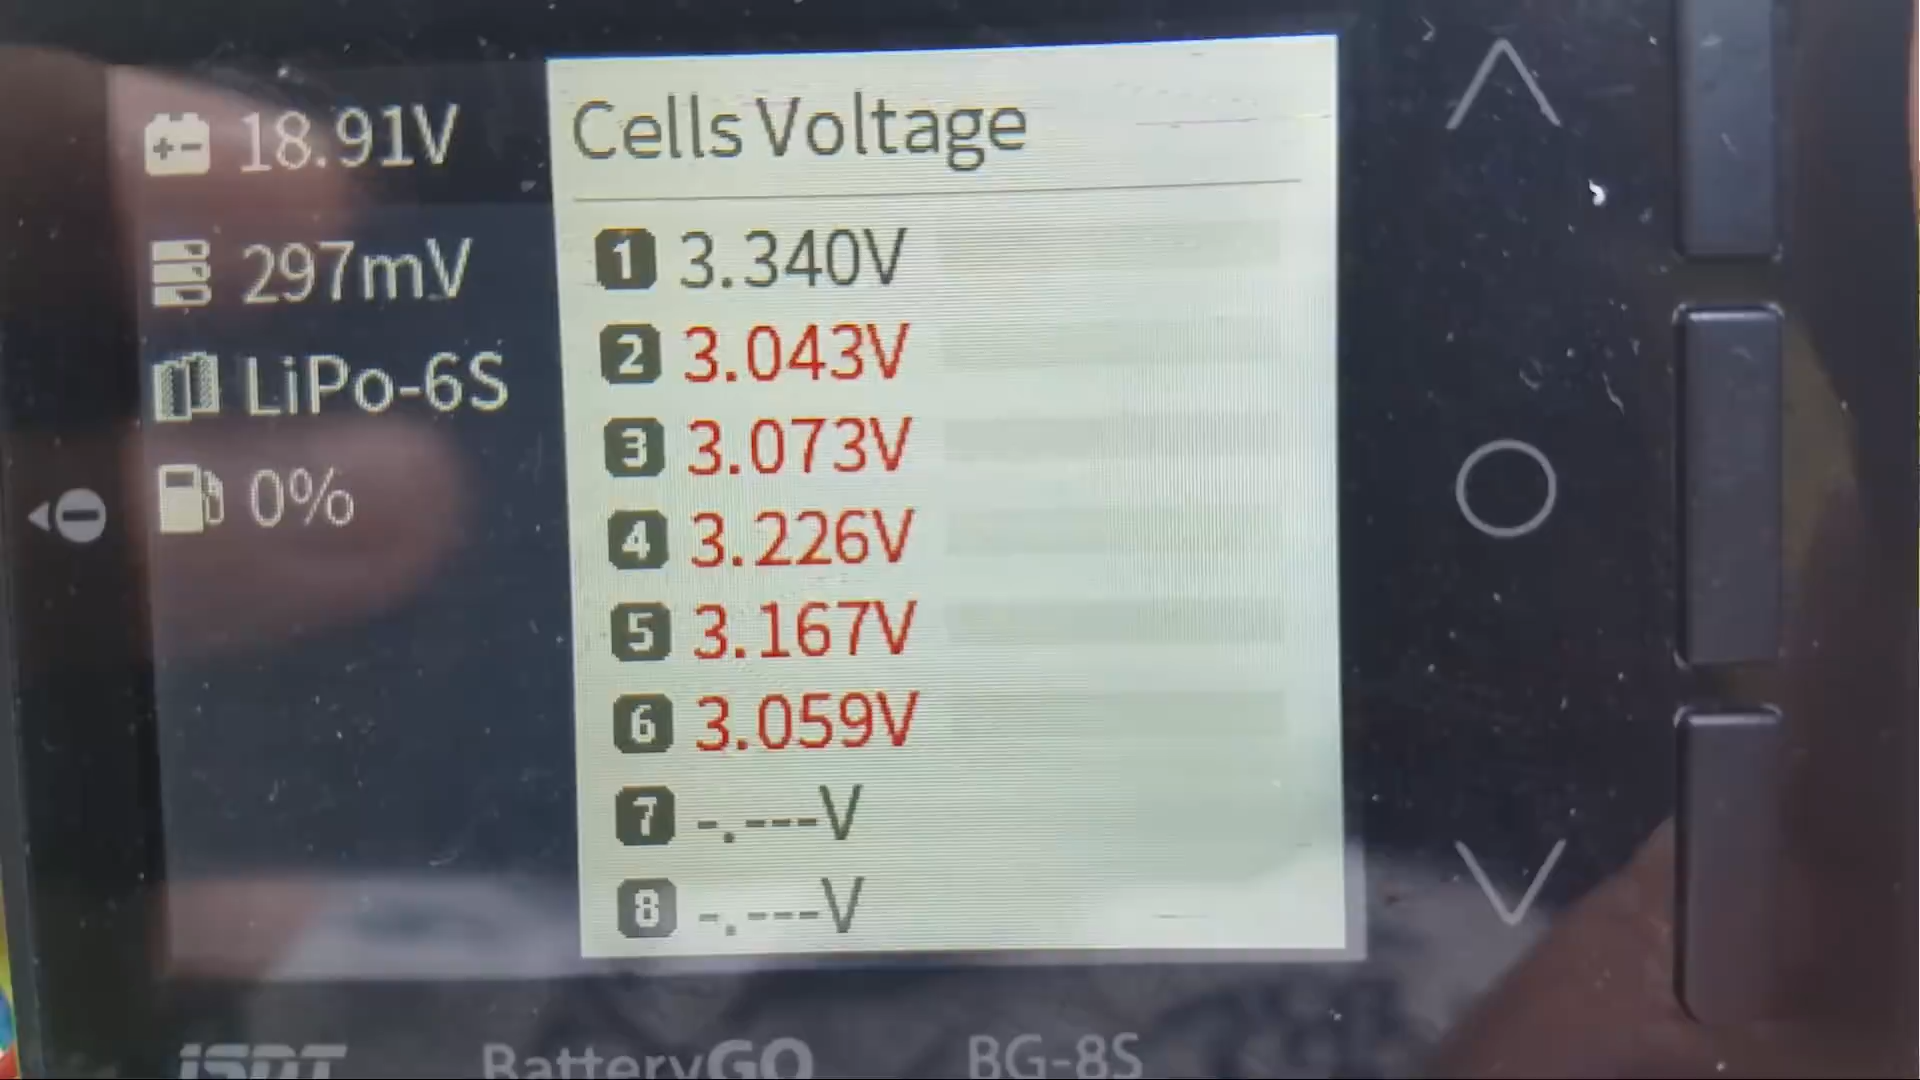 18.91V
297mV
LiPo-6S
0%
Cells Voltage
1 3.340V
2 3.043V
3 3.073V
4 3.226V
5 3.167V
6 3.059V
7 -.---V
8 -.---V
iSDT BatteryGO BG-8S